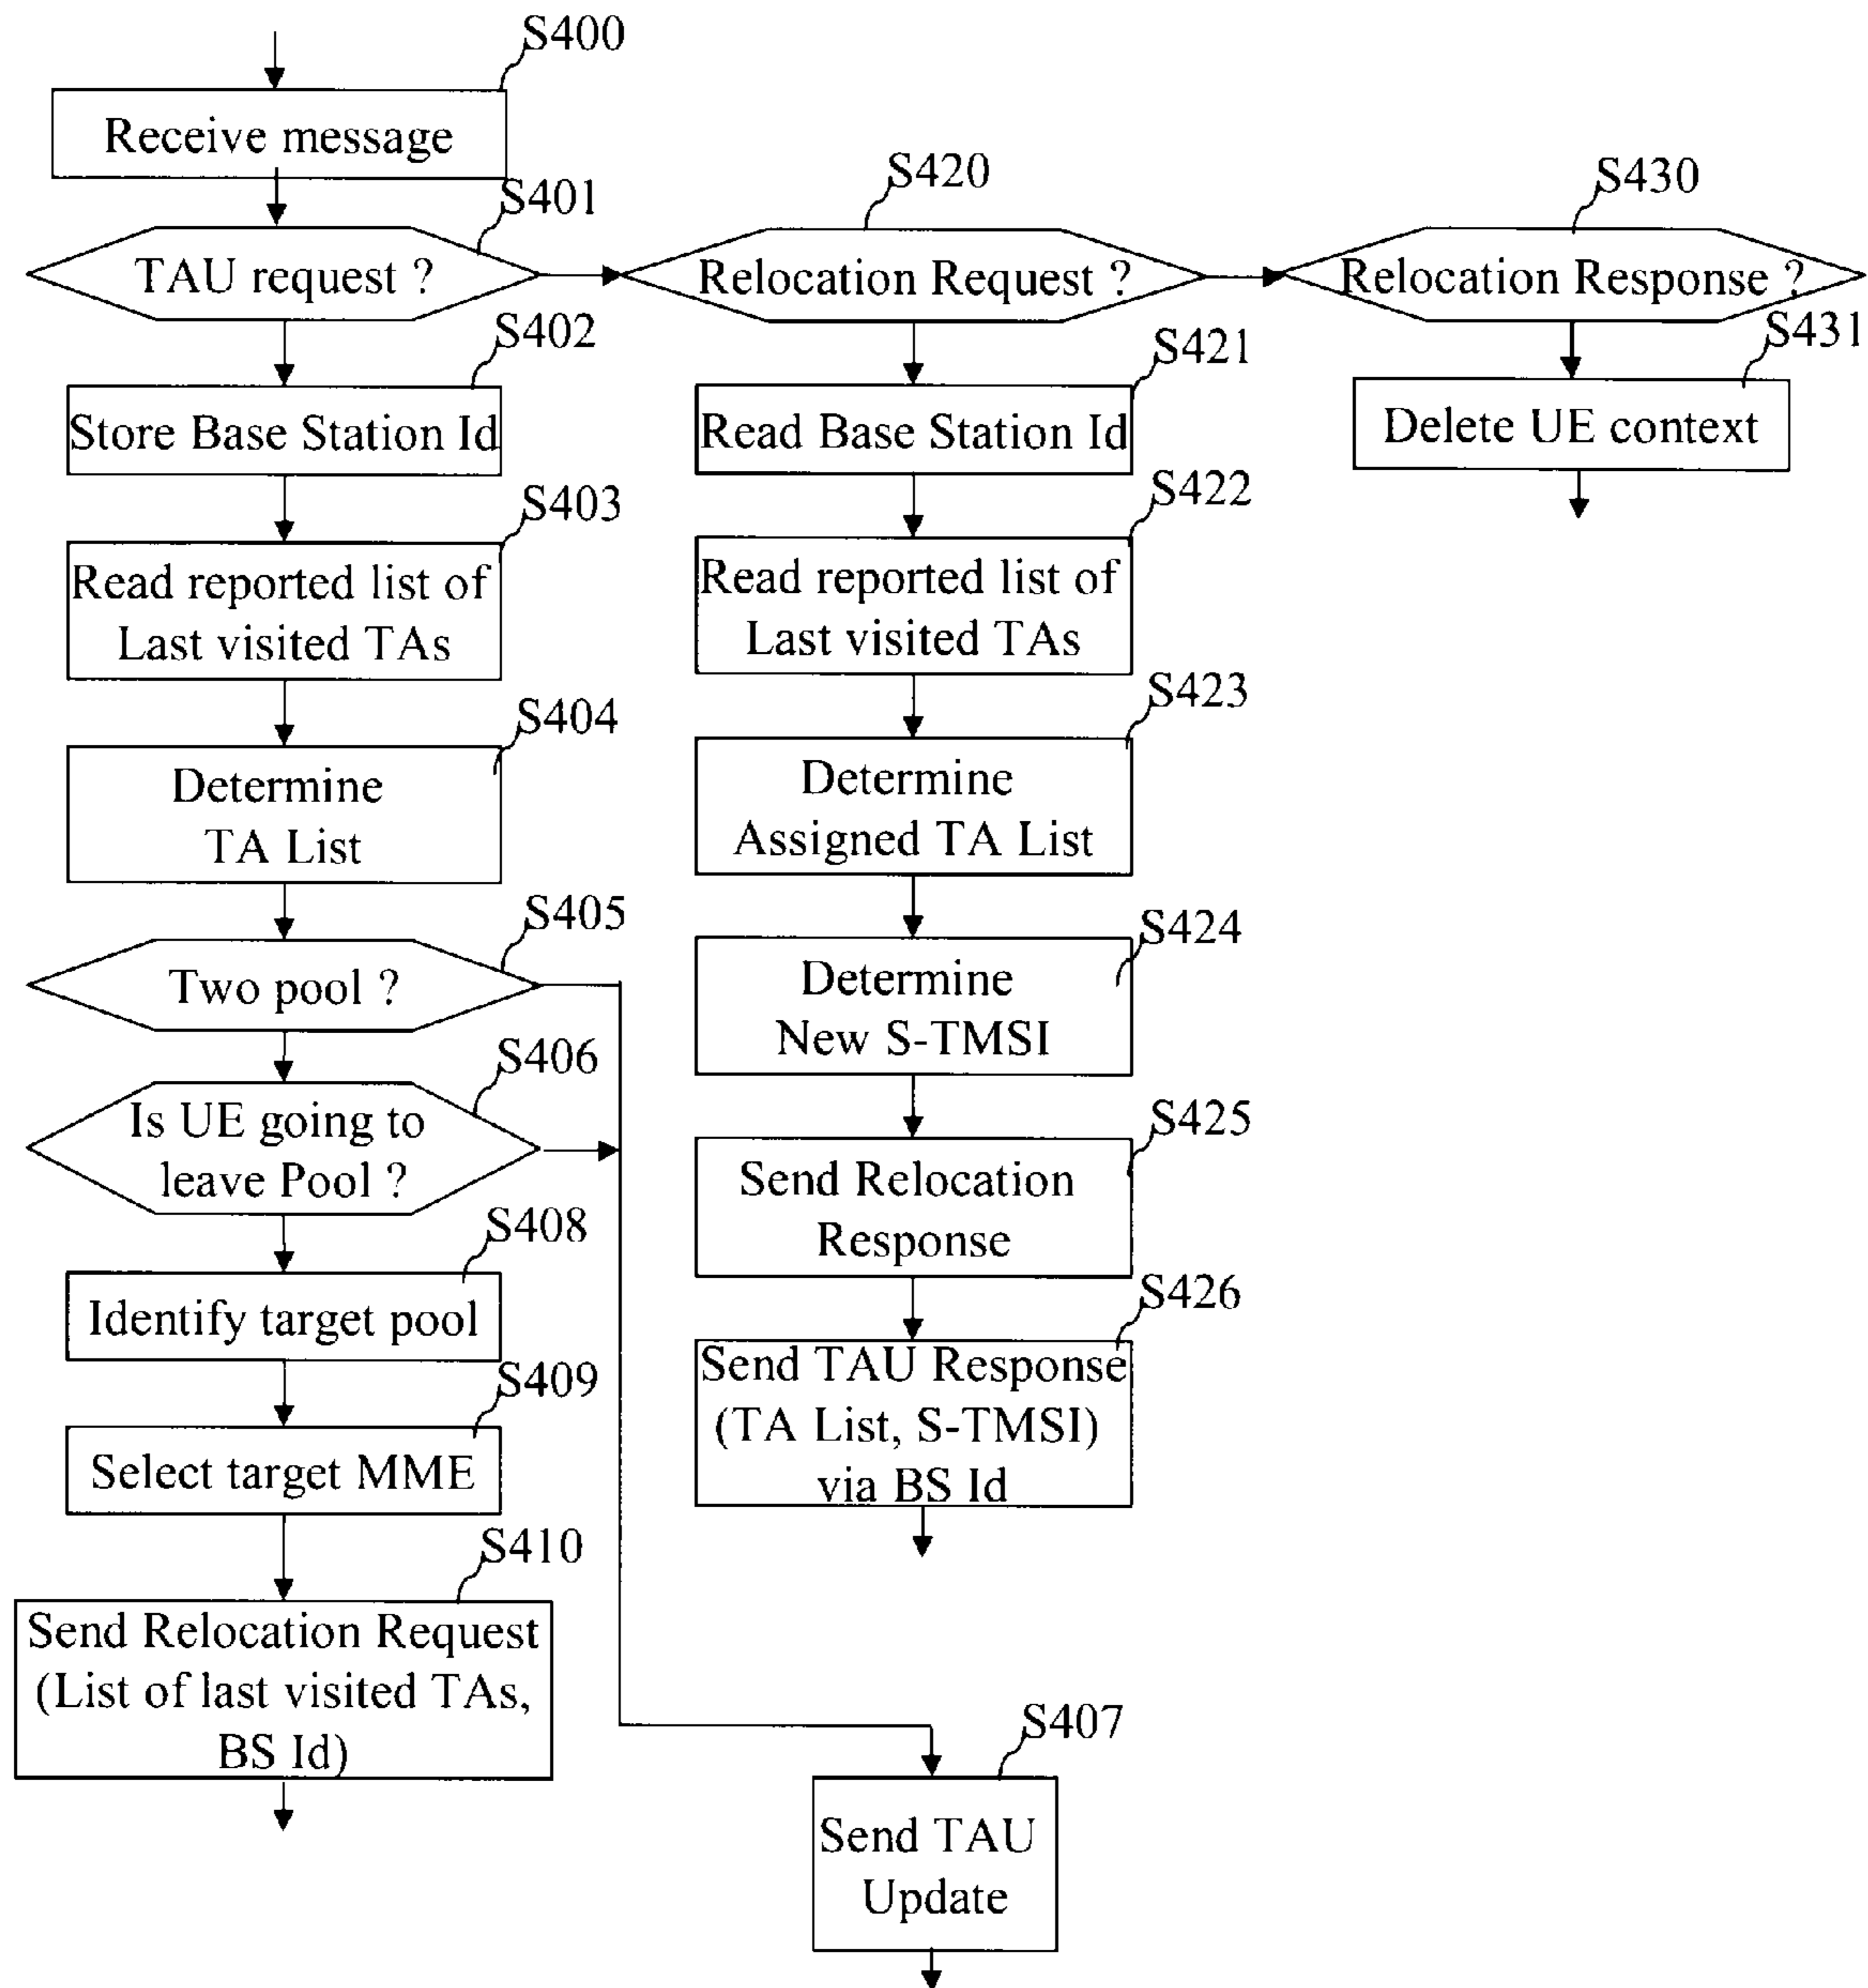 S400
Receive message
S401
TAU request ?
S402
Store Base Station Id
S403
Read reported list of
Last visited TAs
S404
Determine
TA List
S405
Two pool ?
S406
Is UE going to
leave Pool ?
S408
Identify target pool
S409
Select target MME
S410
Send Relocation Request
(List of last visited TAs,
BS Id)
S420
Relocation Request ?
S421
Read Base Station Id
S422
Read reported list of
Last visited TAs
S423
Determine
Assigned TA List
S424
Determine
New S-TMSI
S425
Send Relocation
Response
S426
Send TAU Response
(TA List, S-TMSI)
via BS Id
S407
Send TAU
Update
S430
Relocation Response ?
S431
Delete UE context